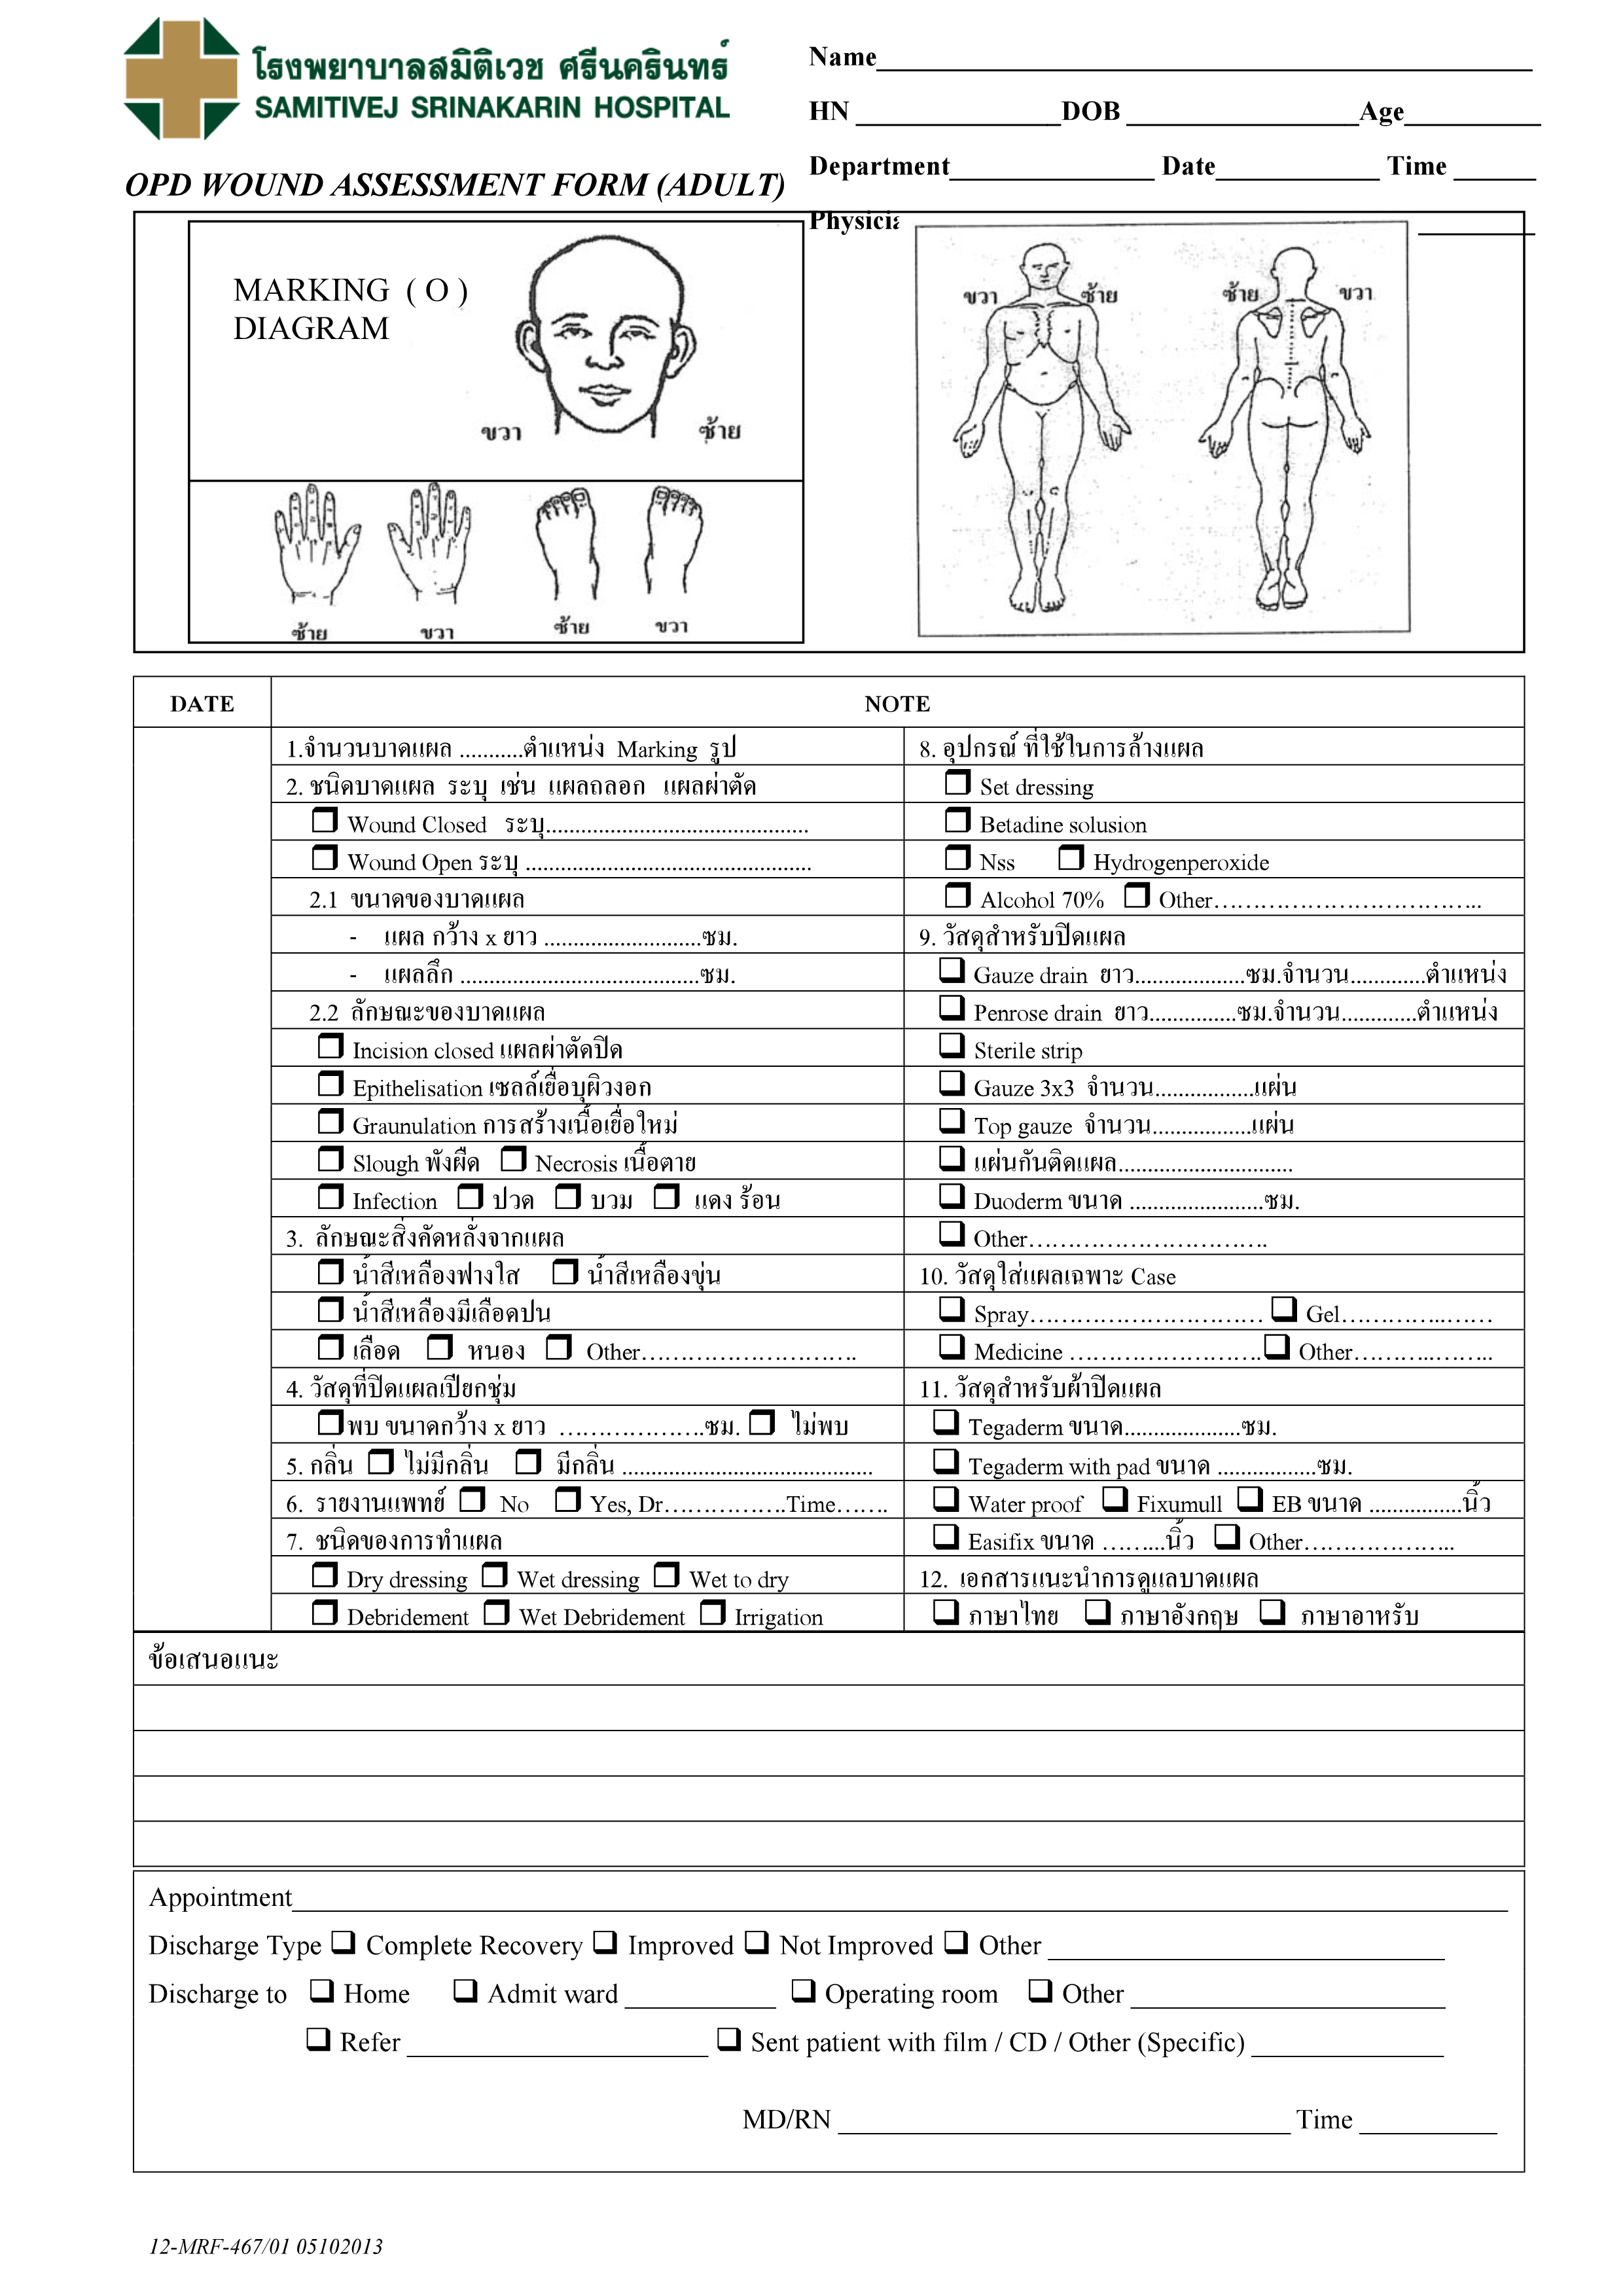 โรงพยาบาลสมิติเวช ศรีนครินทร์
SAMITIVEJ SRINAKARIN HOSPITAL
OPD WOUND ASSESSMENT FORM (ADULT)
Name____________________
HN ____________DOB ____________Age________
Department____________ Date__________ Time _____
MARKING ( O )
DIAGRAM
ขวา ซ้าย
ซ้าย ขวา ซ้าย ขวา
ขวา ซ้าย ซ้าย ขวา
DATE NOTE
1.จำนวนบาดแผล ...........ตำแหน่ง Marking รูป
2. ชนิดบาดแผล ระบุ เช่น แผลถลอก แผลผ่าตัด
❒ Wound Closed ระบุ.............................................
❒ Wound Open ระบุ .................................................
2.1 ขนาดของบาดแผล
- แผล กว้าง x ยาว ...........................ซม.
- แผลลึก .........................................ซม.
2.2 ลักษณะของบาดแผล
❒ Incision closed แผลผ่าตัดปิด
❒ Epithelisation เซลล์เยื่อบุผิวงอก
❒ Graunulation การสร้างเนื้อเยื่อใหม่
❒ Slough พังผืด ❒ Necrosis เนื้อตาย
❒ Infection ❒ ปวด ❒ บวม ❒ แดง ร้อน
3. ลักษณะสิ่งคัดหลั่งจากแผล
❒ น้ำสีเหลืองฟางใส ❒ น้ำสีเหลืองขุ่น
❒ น้ำสีเหลืองมีเลือดปน
❒ เลือด ❒ หนอง ❒ Other……………………….
4. วัสดุที่ปิดแผลเปียกชุ่ม
❒พบ ขนาดกว้าง x ยาว ……………….ซม. ❒ ไม่พบ
5. กลิ่น ❒ ไม่มีกลิ่น ❒ มีกลิ่น ...........................................
6. รายงานแพทย์ ❒ No ❒ Yes, Dr…………….Time…….
7. ชนิดของการทำแผล
❒ Dry dressing ❒ Wet dressing ❒ Wet to dry
❒ Debridement ❒ Wet Debridement ❒ Irrigation
8. อุปกรณ์ ที่ใช้ในการล้างแผล
❒ Set dressing
❒ Betadine solusion
❒ Nss ❒ Hydrogenperoxide
❒ Alcohol 70% ❒ Other……………………………..
9. วัสดุสำหรับปิดแผล
❑ Gauze drain ยาว...................ซม.จำนวน.............ตำแหน่ง
❑ Penrose drain ยาว...............ซม.จำนวน.............ตำแหน่ง
❑ Sterile strip
❑ Gauze 3x3 จำนวน.................แผ่น
❑ Top gauze จำนวน.................แผ่น
❑ แผ่นกันติดแผล..............................
❑ Duoderm ขนาด .......................ซม.
❑ Other………………………….
10. วัสดุใส่แผลเฉพาะ Case
❑ Spray………………………… ❑ Gel…………..……
❑ Medicine …………………….❑ Other………..……..
11. วัสดุสำหรับผ้าปิดแผล
❑ Tegaderm ขนาด....................ซม.
❑ Tegaderm with pad ขนาด .................ซม.
❑ Water proof ❑ Fixumull ❑ EB ขนาด ................นิ้ว
❑ Easifix ขนาด ……...นิ้ว ❑ Other………………..
12. เอกสารแนะนำการดูแลบาดแผล
❑ ภาษาไทย ❑ ภาษาอังกฤษ ❑ ภาษาอาหรับ
ข้อเสนอแนะ
Appointment____________________
Discharge Type ❑ Complete Recovery ❑ Improved ❑ Not Improved ❑ Other ____________________
Discharge to ❑ Home ❑ Admit ward __________ ❑ Operating room ❑ Other ____________________
❑ Refer ____________________ ❑ Sent patient with film / CD / Other (Specific) ____________
MD/RN ____________________ Time _________
12-MRF-467/01 05102013